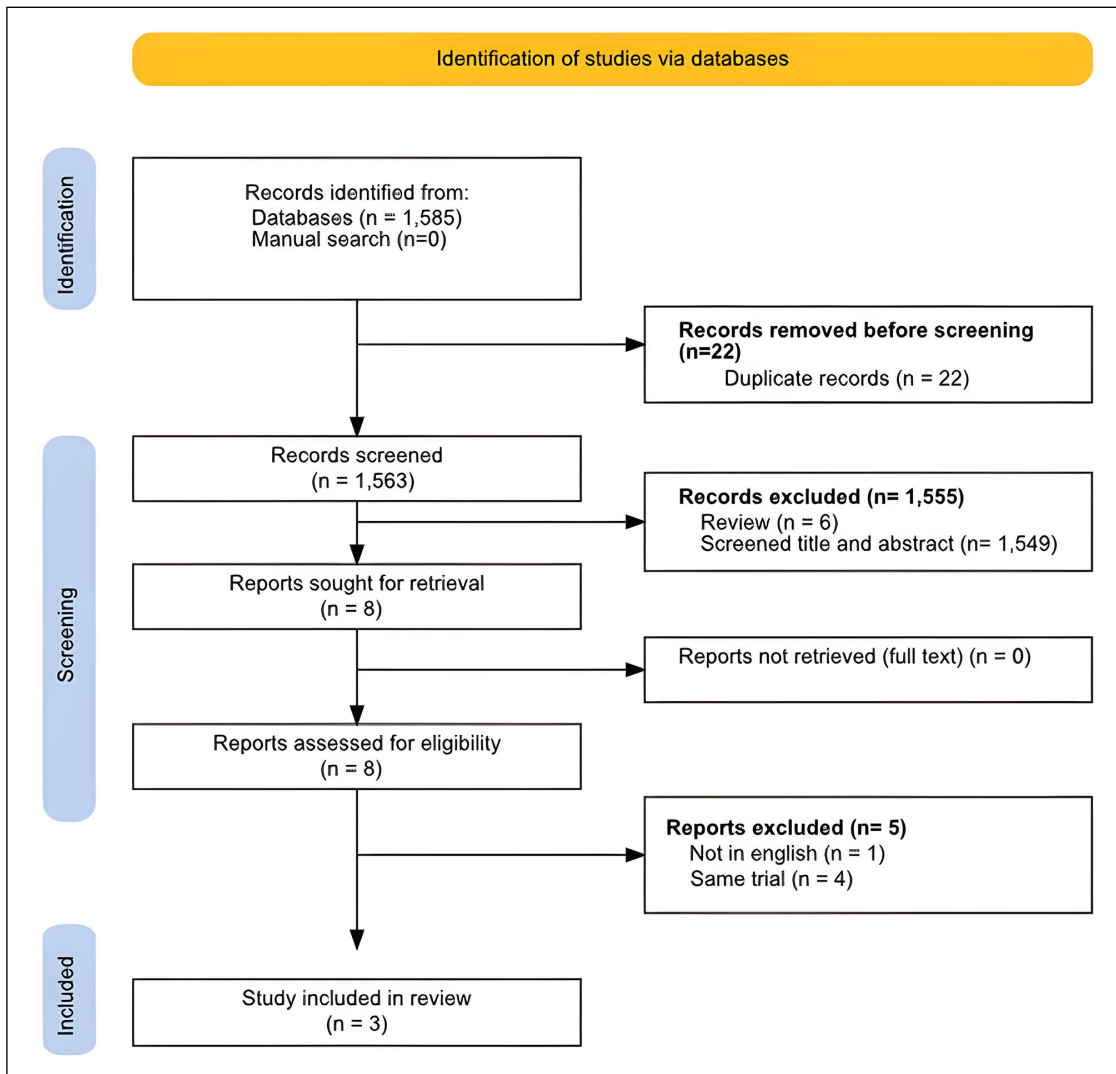 Identification of studies via databases
Identification
Records identified from:
Databases (n = 1,585)
Manual search (n=0)
Records removed before screening
(n=22)
Duplicate records (n = 22)
Screening
Records screened
(n = 1,563)
Records excluded (n= 1,555)
Review (n = 6)
Screened title and abstract (n= 1,549)
Reports sought for retrieval
(n = 8)
Reports not retrieved (full text) (n = 0)
Reports assessed for eligibility
(n = 8)
Reports excluded (n= 5)
Not in english (n = 1)
Same trial (n = 4)
Included
Study included in review
(n = 3)